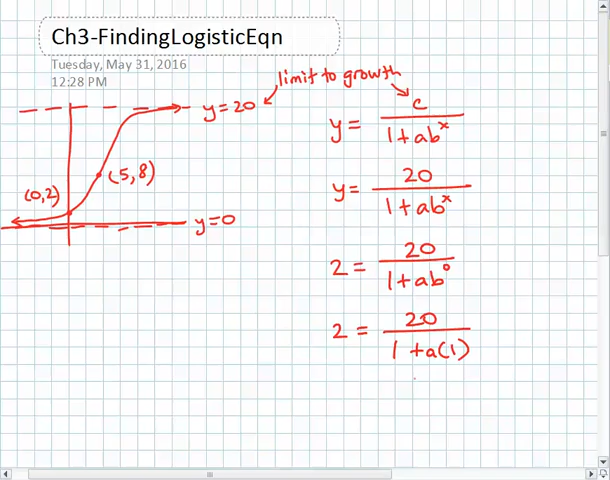 Ch3-FindingLogisticEqn
Tuesday, May 31, 2016
12:28 PM
limit to growth
y=20
(5,8)
(0,2)
y=0
y= c/(1+ab^x)
y= 20/(1+ab^x)
2 = 20/(1+ab^0)
2 = 20/(1+a(1))